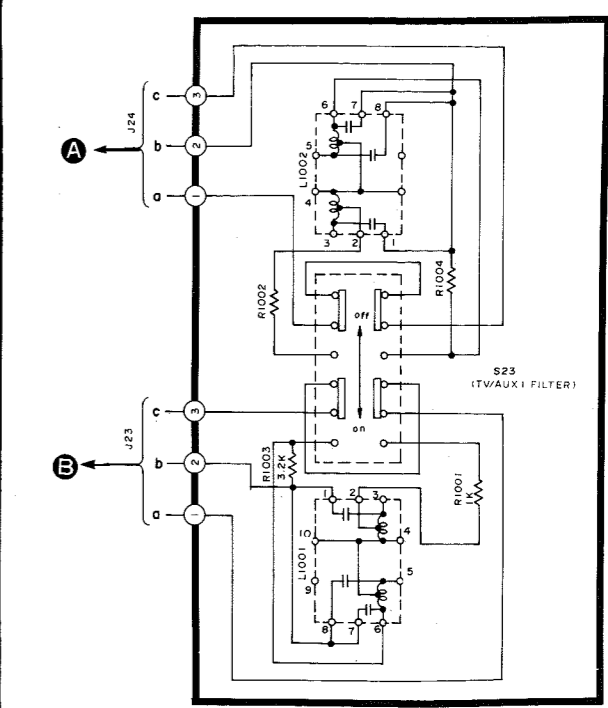 c
3
J24
A
b
2
a
1
6
7
8
5
L1002
4
3
2
1
R1002
R1004
off
on
S23
(TV/AUX 1 FILTER)
c
3
J23
B
b
2
a
1
R1003
3.2K
R1001
1K
1
2
3
10
4
L1001
9
5
8
7
6